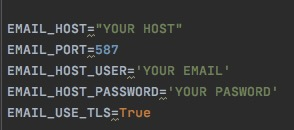 EMAIL_HOST="YOUR HOST"
EMAIL_PORT=587
EMAIL_HOST_USER='YOUR EMAIL'
EMAIL_HOST_PASSWORD='YOUR PASWORD'
EMAIL_USE_TLS=True